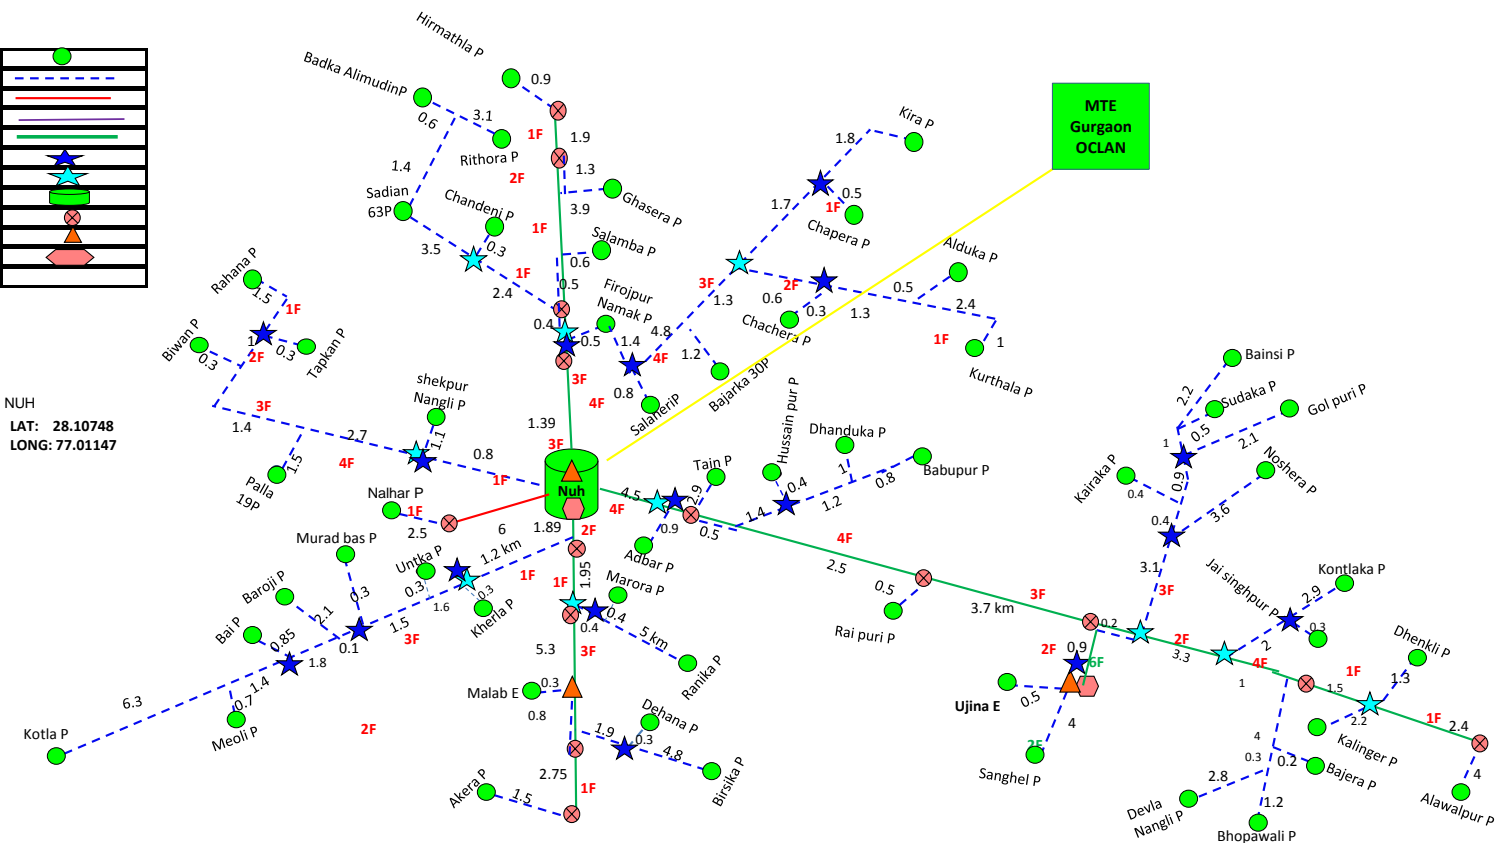 Hirmathla P
0.9
Badka AlimudinP
3.1
0.6
1F
1.9
Rithora P
1.4
1.3
2F
Sadian
63P
Chandeni P
Ghasera P
3.9
1F
3.5
0.3
Salamba P
0.6
1F
2.4
0.5
Firojpur
Namak P
0.4
0.5
1.4
4.8
3F
4F
0.8
SalaheriP
1.2
Bajarka 30P
4F
1.39
3F
Kira P
1.8
0.5
1F
1.7
Chapera P
3F
1.3
2F
0.6
0.3
Chachera P
1.3
Alduka P
0.5
2.4
1F
1
Kurthala P
MTE
Gurgaon
OCLAN
Rahana P
1.5
1F
Biwan P
1
0.3
2F
0.3
Tapkan P
3F
1.4
2.7
shekpur
Nangli P
1.1
0.8
1F
4F
1.5
Palla
19P
NUH
LAT: 28.10748
LONG: 77.01147
Nalhar P
1F
2.5
6
Nuh
1.89
2F
Murad bas P
Untka P
1.2 km
1F
0.3
1.6
0.3
Kherla P
Baroji P
0.3
2.1
1.5
3F
Bai P
0.85
0.1
1.8
1.4
0.7
Meoli P
6.3
Kotla P
2F
1F
1.95
Marora P
0.4
0.4
5 km
Ranika P
5.3
3F
Malab E
0.3
0.8
Dehana P
1.9
0.3
4.8
Birsika P
2.75
1F
Akera P
1.5
4.5
4F
Tain P
2.9
0.9
Adbar P
0.5
Hussain pur P
0.4
1.4
Dhanduka P
1
1.2
0.8
Babupur P
4F
2.5
0.5
Rai puri P
3F
3.7 km
0.2
Bainsi P
2.2
Sudaka P
0.5
1
Gol puri P
2.1
Kairaka P
0.4
0.9
Noshera P
3.6
0.4
3.1
3F
Jai singhpur P
Kontlaka P
2.9
0.3
2
2F
3.3
4F
1
2F
0.9
6F
Ujina E
0.5
4
2F
Sanghel P
1F
1.5
Dhenkli P
1.3
2.2
Kalinger P
1F
2.4
4
Alawalpur P
4
0.3
0.2
Bajera P
2.8
Devla
Nangli P
1.2
Bhopawali P